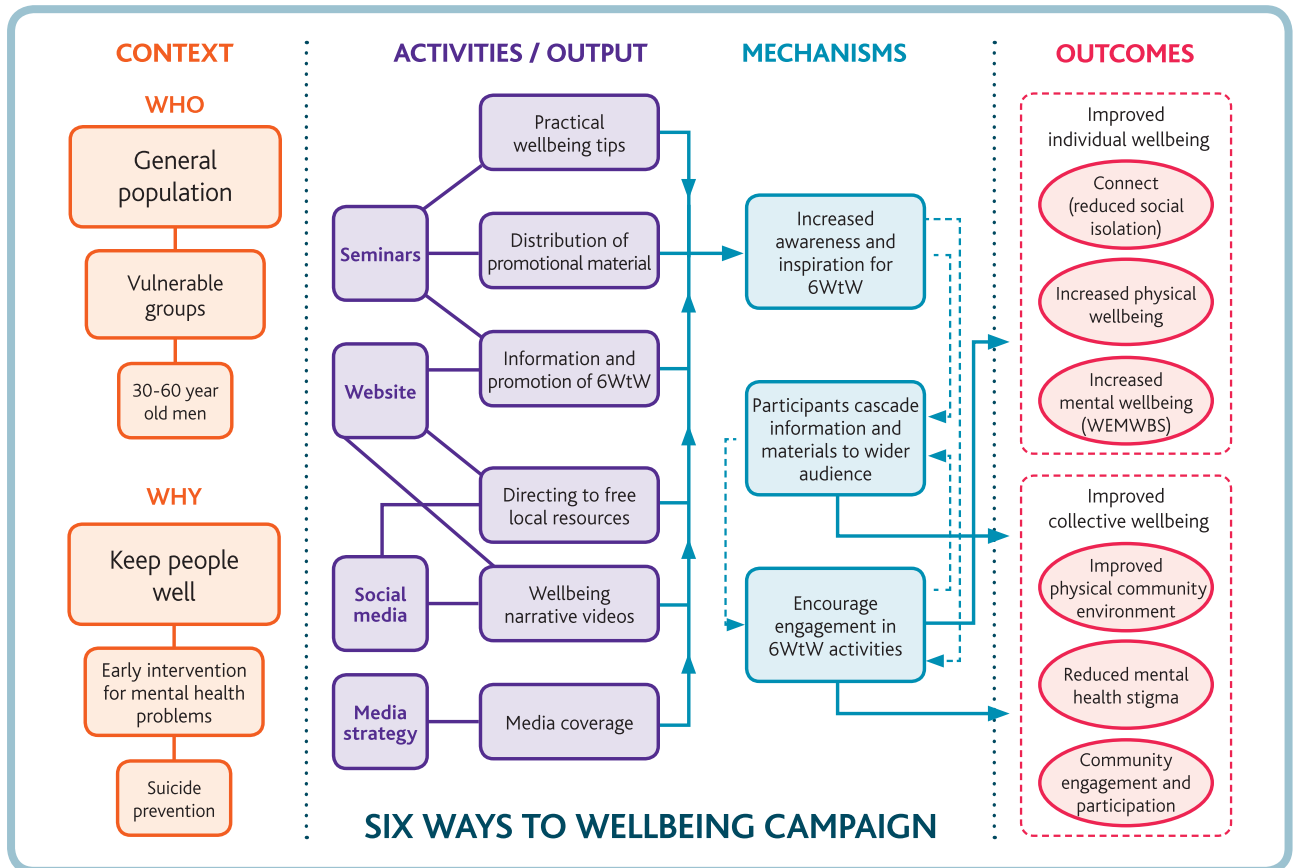 CONTEXT
WHO
General
population
Vulnerable
groups
30-60 year
old men
WHY
Keep people
well
Early intervention
for mental health
problems
Suicide
prevention
ACTIVITIES / OUTPUT
Seminars
Website
Social
media
Media
strategy
Practical
wellbeing tips
Distribution of
promotional material
Information and
promotion of 6WtW
Directing to free
local resources
Wellbeing
narrative videos
Media coverage
MECHANISMS
Increased
awareness and
inspiration for
6WtW
Participants cascade
information and
materials to wider
audience
Encourage
engagement in
6WtW activities
OUTCOMES
Improved
individual wellbeing
Connect
(reduced social
isolation)
Increased physical
wellbeing
Increased
mental wellbeing
(WEMWBS)
Improved
collective wellbeing
Improved
physical community
environment
Reduced mental
health stigma
Community
engagement and
participation
SIX WAYS TO WELLBEING CAMPAIGN